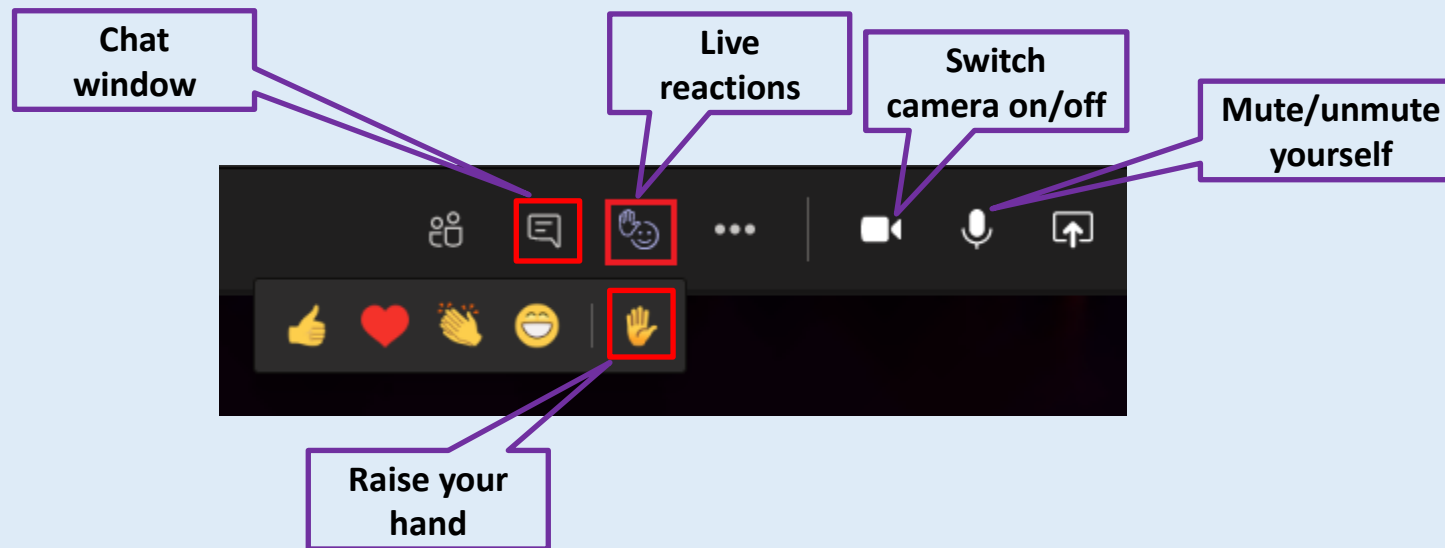 Chat
window
Live
reactions
Switch
camera on/off
Mute/unmute
yourself
Raise your
hand